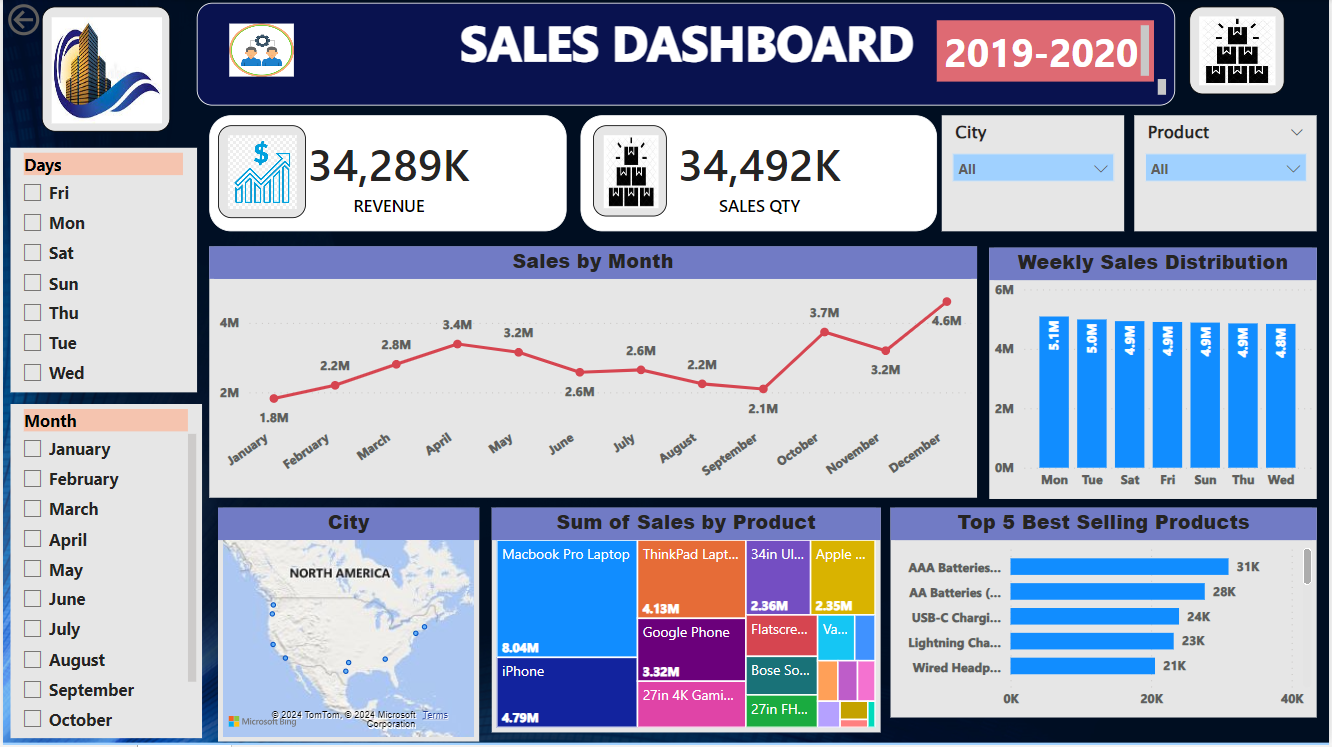 SALES DASHBOARD
2019-2020
34,289K
REVENUE
34,492K
SALES QTY
City
All
Product
All
Days
Fri
Mon
Sat
Sun
Thu
Tue
Wed
Month
January
February
March
April
May
June
July
August
September
October
Sales by Month
4M
2M
1.8M
2.2M
2.8M
3.4M
3.2M
2.6M
2.6M
2.2M
2.1M
3.7M
3.2M
4.6M
January
February
March
April
May
June
July
August
September
October
November
December
Weekly Sales Distribution
6M
4M
2M
0M
5.1M
5.0M
4.9M
4.9M
4.9M
4.9M
4.8M
Mon Tue Sat Fri Sun Thu Wed
City
NORTH AMERICA
Microsoft Bing
© 2024 TomTom, © 2024 Microsoft Corporation
Terms
Sum of Sales by Product
Macbook Pro Laptop
8.04M
iPhone
4.79M
ThinkPad Lapt...
4.13M
Google Phone
3.32M
27in 4K Gami...
34in Ul...
2.36M
Apple ...
2.35M
Flatscre...
Va...
Bose So...
27in FH...
Top 5 Best Selling Products
AAA Batteries... 31K
AA Batteries (... 28K
USB-C Chargi... 24K
Lightning Cha... 23K
Wired Headp... 21K
0K 20K 40K